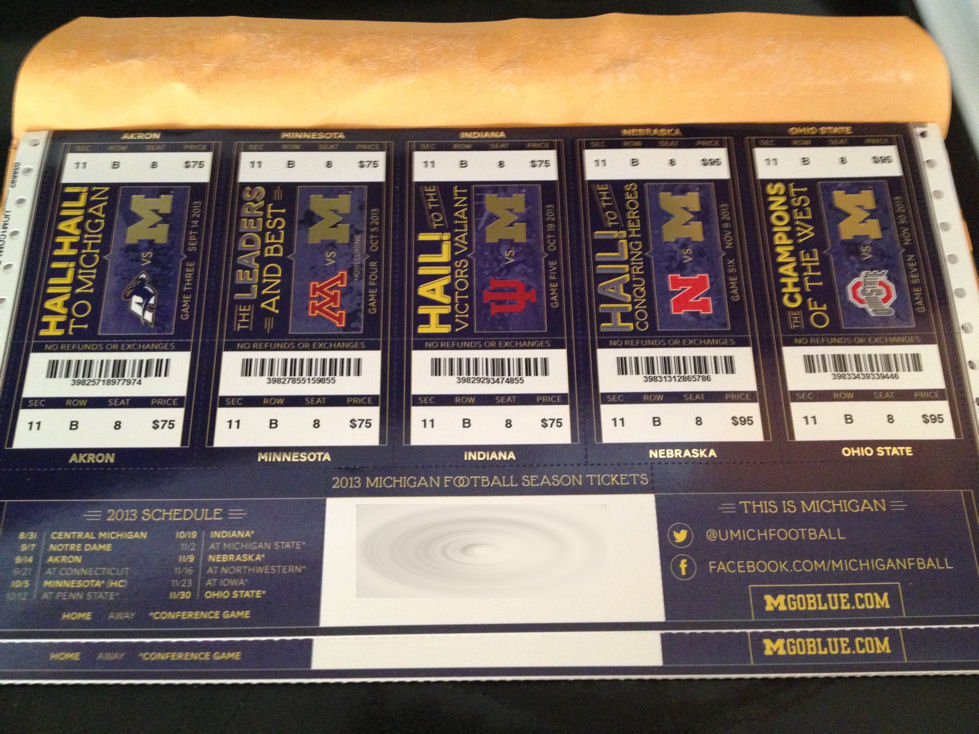 AKRON
SEC ROW SEAT PRICE
11 B 8 $75
HAIL! HAIL!
TO MICHIGAN
M VS
GAME THREE SEPT 14 2013
NO REFUNDS OR EXCHANGES
39825718977974
SEC ROW SEAT PRICE
11 B 8 $75
AKRON
MINNESOTA
SEC ROW SEAT PRICE
11 B 8 $75
THE LEADERS
AND BEST
M VS M
HOMECOMING
GAME FOUR OCT 5 2013
NO REFUNDS OR EXCHANGES
39827855159855
SEC ROW SEAT PRICE
11 B 8 $75
MINNESOTA
INDIANA
SEC ROW SEAT PRICE
11 B 8 $75
HAIL! TO THE
VICTORS VALIANT
M VS
GAME FIVE OCT 19 2013
NO REFUNDS OR EXCHANGES
39829293474855
SEC ROW SEAT PRICE
11 B 8 $75
INDIANA
NEBRASKA
SEC ROW SEAT PRICE
11 B 8 $95
HAIL! TO THE
CONQU'RING HEROES
M VS N
GAME SIX NOV 9 2013
NO REFUNDS OR EXCHANGES
39831312865786
SEC ROW SEAT PRICE
11 B 8 $95
NEBRASKA
OHIO STATE
SEC ROW SEAT PRICE
11 B 8 $95
THE CHAMPIONS
OF THE WEST
M VS OHIO STATE
GAME SEVEN NOV 30 2013
NO REFUNDS OR EXCHANGES
39833439339446
SEC ROW SEAT PRICE
11 B 8 $95
OHIO STATE
2013 MICHIGAN FOOTBALL SEASON TICKETS
2013 SCHEDULE
8/31 CENTRAL MICHIGAN
9/7 NOTRE DAME
9/14 AKRON
9/21 AT CONNECTICUT
10/5 MINNESOTA* (HC)
10/12 AT PENN STATE*
10/19 INDIANA*
11/2 AT MICHIGAN STATE*
11/9 NEBRASKA*
11/16 AT NORTHWESTERN*
11/23 AT IOWA*
11/30 OHIO STATE*
HOME AWAY *CONFERENCE GAME
THIS IS MICHIGAN
@UMICHFOOTBALL
FACEBOOK.COM/MICHIGANFBALL
MGOBLUE.COM
HOME AWAY *CONFERENCE GAME
MGOBLUE.COM